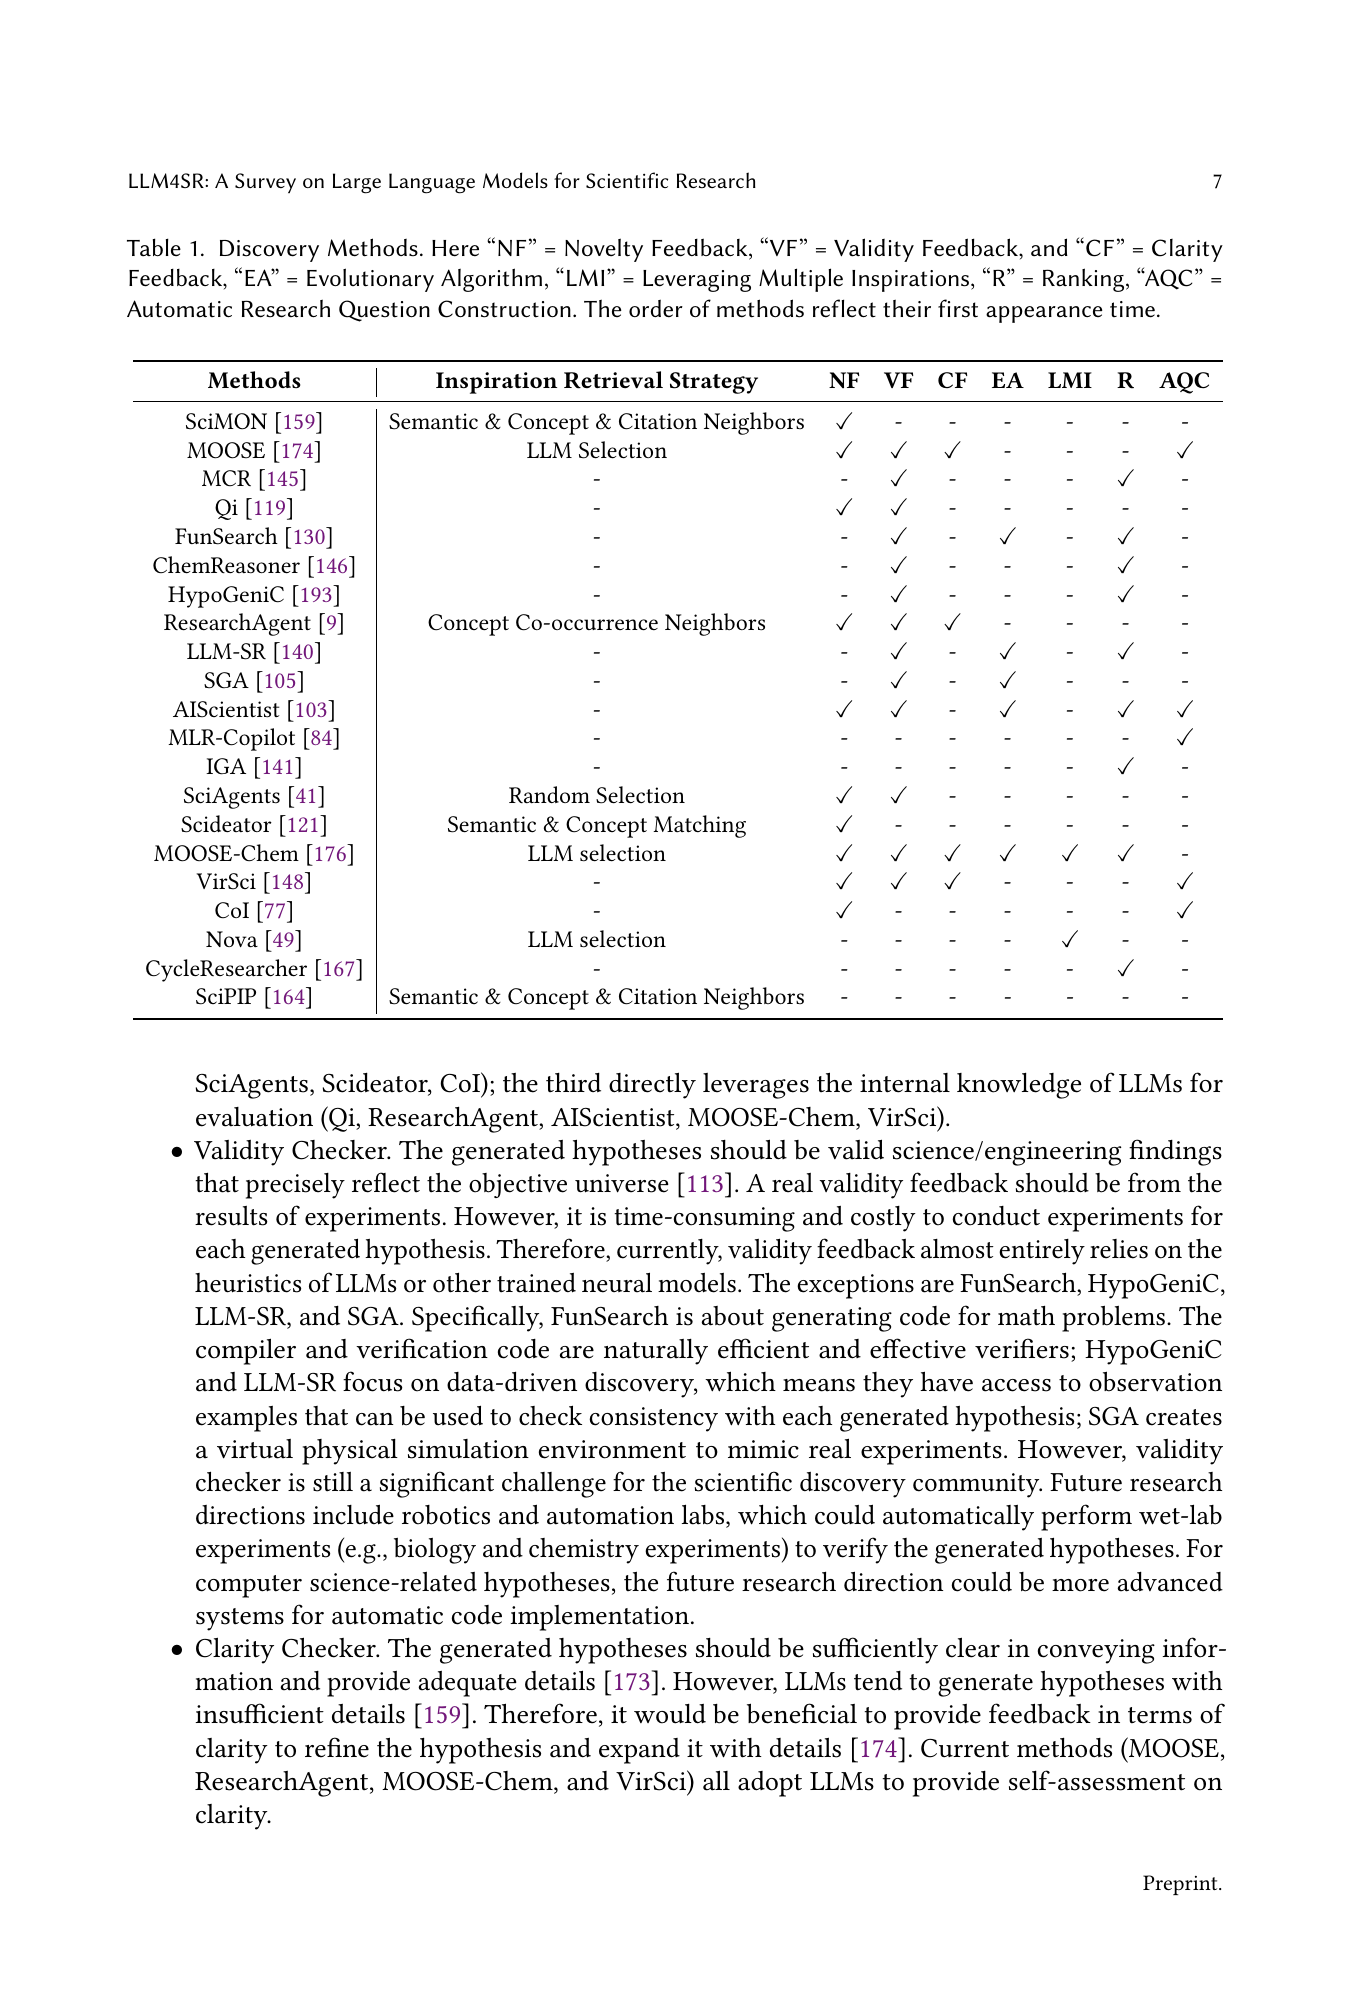 LLM4SR: A Survey on Large Language Models for Scientific Research 7
Table 1. Discovery Methods. Here “NF” = Novelty Feedback, “VF” = Validity Feedback, and “CF” = Clarity
Feedback, “EA” = Evolutionary Algorithm, “LMI” = Leveraging Multiple Inspirations, “R” = Ranking, “AQC” =
Automatic Research Question Construction. The order of methods reflect their first appearance time.
Methods Inspiration Retrieval Strategy NF VF CF EA LMI R AQC
SciMON [159] Semantic & Concept & Citation Neighbors ✓ - - - - - -
MOOSE [174] LLM Selection ✓ ✓ ✓ - - - ✓
MCR [145] - - ✓ - - - ✓ -
Qi [119] - ✓ ✓ - - - - -
FunSearch [130] - - ✓ - ✓ - ✓ -
ChemReasoner [146] - - ✓ - - - ✓ -
HypoGeniC [193] - - ✓ - - - ✓ -
ResearchAgent [9] Concept Co-occurrence Neighbors ✓ ✓ ✓ - - - -
LLM-SR [140] - - ✓ - ✓ - ✓ -
SGA [105] - - ✓ - ✓ - - -
AIScientist [103] - ✓ ✓ - ✓ - ✓ ✓
MLR-Copilot [84] - - - - - - - ✓
IGA [141] - - - - - - ✓ -
SciAgents [41] Random Selection ✓ ✓ - - - - -
Scideator [121] Semantic & Concept Matching ✓ - - - - - -
MOOSE-Chem [176] LLM selection ✓ ✓ ✓ ✓ ✓ ✓ -
VirSci [148] - ✓ ✓ ✓ - - - ✓
CoI [77] - ✓ - - - - - ✓
Nova [49] LLM selection - - - - ✓ - -
CycleResearcher [167] - - - - - - ✓ -
SciPIP [164] Semantic & Concept & Citation Neighbors - - - - - - -
SciAgents, Scideator, CoI); the third directly leverages the internal knowledge of LLMs for
evaluation (Qi, ResearchAgent, AIScientist, MOOSE-Chem, VirSci).
• Validity Checker. The generated hypotheses should be valid science/engineering findings
that precisely reflect the objective universe [113]. A real validity feedback should be from the
results of experiments. However, it is time-consuming and costly to conduct experiments for
each generated hypothesis. Therefore, currently, validity feedback almost entirely relies on the
heuristics of LLMs or other trained neural models. The exceptions are FunSearch, HypoGeniC,
LLM-SR, and SGA. Specifically, FunSearch is about generating code for math problems. The
compiler and verification code are naturally efficient and effective verifiers; HypoGeniC
and LLM-SR focus on data-driven discovery, which means they have access to observation
examples that can be used to check consistency with each generated hypothesis; SGA creates
a virtual physical simulation environment to mimic real experiments. However, validity
checker is still a significant challenge for the scientific discovery community. Future research
directions include robotics and automation labs, which could automatically perform wet-lab
experiments (e.g., biology and chemistry experiments) to verify the generated hypotheses. For
computer science-related hypotheses, the future research direction could be more advanced
systems for automatic code implementation.
• Clarity Checker. The generated hypotheses should be sufficiently clear in conveying infor-
mation and provide adequate details [173]. However, LLMs tend to generate hypotheses with
insufficient details [159]. Therefore, it would be beneficial to provide feedback in terms of
clarity to refine the hypothesis and expand it with details [174]. Current methods (MOOSE,
ResearchAgent, MOOSE-Chem, and VirSci) all adopt LLMs to provide self-assessment on
clarity.
Preprint.